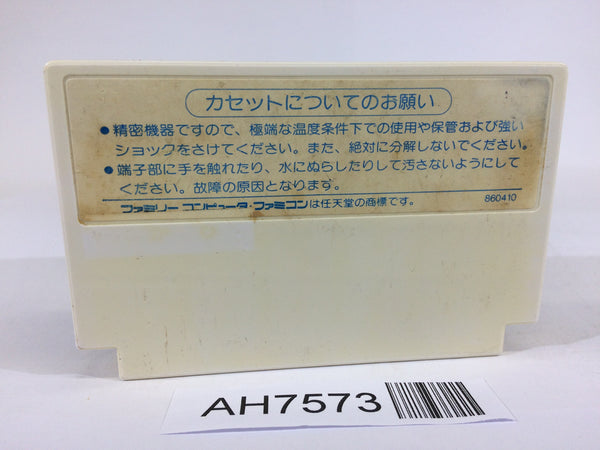 カセットについてのお願い
●精密機器ですので、極端な温度条件下での使用や保管および強い
ショックをさけてください。また、絶対に分解しないでください。
●端子部に手を触れたり、水にぬらしたりして汚さないようにして
ください。故障の原因となります。
ファミリーコンピュータ・ファミコンは任天堂の商標です。
860410
AH7573